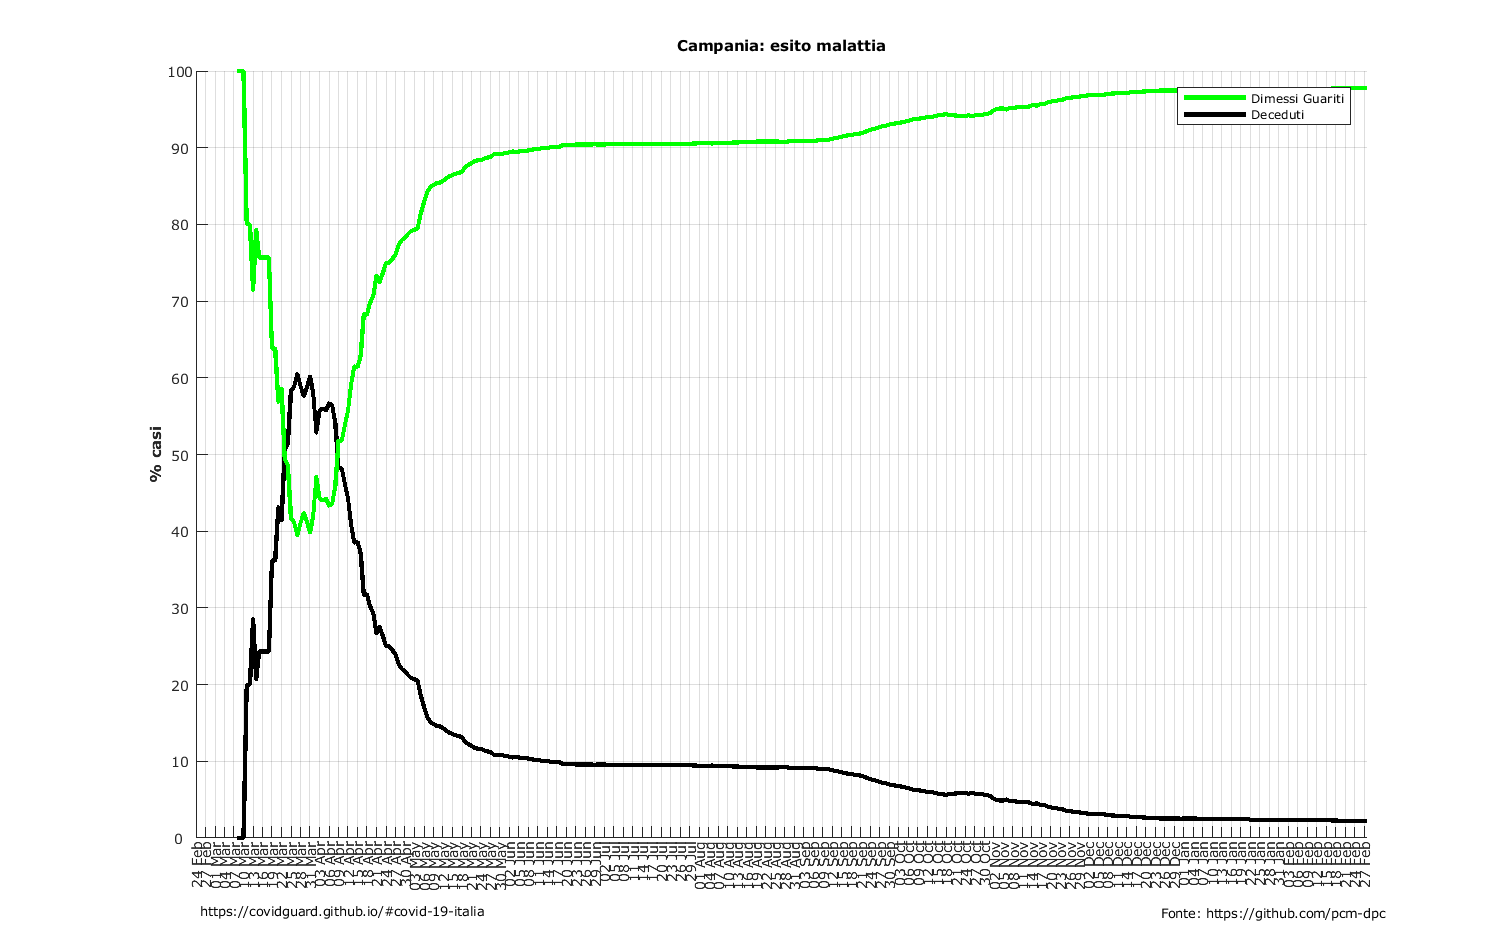 Campania: esito malattia
100
90
80
70
60
50
40
30
20
10
0
% casi
Dimessi Guariti
Deceduti
24 Feb
27 Feb
01 Mar
04 Mar
07 Mar
10 Mar
13 Mar
16 Mar
19 Mar
22 Mar
25 Mar
28 Mar
31 Mar
03 Apr
06 Apr
09 Apr
12 Apr
15 Apr
18 Apr
21 Apr
24 Apr
27 Apr
30 Apr
03 May
06 May
09 May
12 May
15 May
18 May
21 May
24 May
27 May
30 May
02 Jun
05 Jun
08 Jun
11 Jun
14 Jun
17 Jun
20 Jun
23 Jun
26 Jun
29 Jun
02 Jul
05 Jul
08 Jul
11 Jul
14 Jul
17 Jul
20 Jul
23 Jul
26 Jul
29 Jul
01 Aug
04 Aug
07 Aug
10 Aug
13 Aug
16 Aug
19 Aug
22 Aug
25 Aug
28 Aug
31 Aug
03 Sep
06 Sep
09 Sep
12 Sep
15 Sep
18 Sep
21 Sep
24 Sep
27 Sep
30 Sep
03 Oct
06 Oct
09 Oct
12 Oct
15 Oct
18 Oct
21 Oct
24 Oct
27 Oct
30 Oct
02 Nov
05 Nov
08 Nov
11 Nov
14 Nov
17 Nov
20 Nov
23 Nov
26 Nov
29 Nov
02 Dec
05 Dec
08 Dec
11 Dec
14 Dec
17 Dec
20 Dec
23 Dec
26 Dec
29 Dec
01 Jan
04 Jan
07 Jan
10 Jan
13 Jan
16 Jan
19 Jan
22 Jan
25 Jan
28 Jan
31 Jan
03 Feb
06 Feb
09 Feb
12 Feb
15 Feb
18 Feb
21 Feb
24 Feb
27 Feb
https://covidguard.github.io/#covid-19-italia
Fonte: https://github.com/pcm-dpc